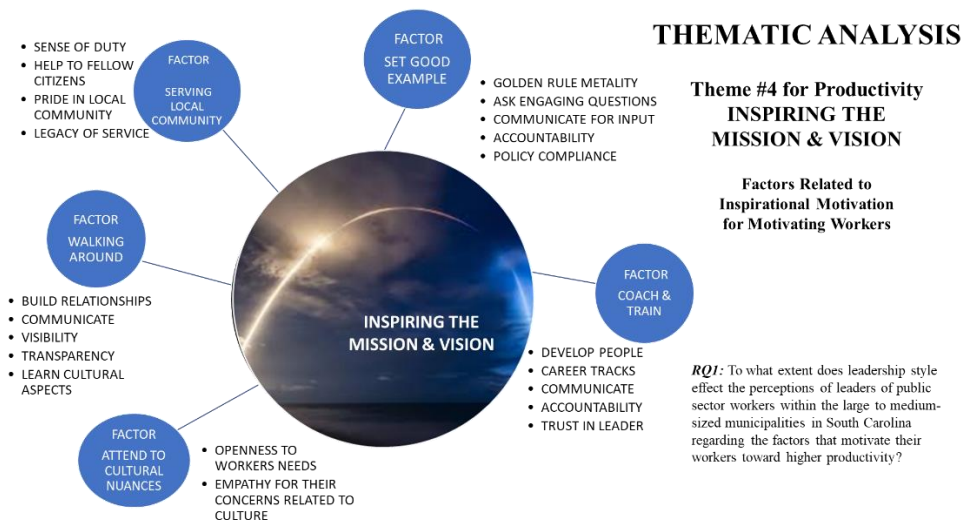 THEMATIC ANALYSIS
Theme #4 for Productivity
INSPIRING THE
MISSION & VISION
Factors Related to
Inspirational Motivation
for Motivating Workers
RQ1: To what extent does leadership style
effect the perceptions of leaders of public
sector workers within the large to medium-
sized municipalities in South Carolina
regarding the factors that motivate their
workers toward higher productivity?
INSPIRING THE
MISSION & VISION
FACTOR
SET GOOD
EXAMPLE
• GOLDEN RULE METALITY
• ASK ENGAGING QUESTIONS
• COMMUNICATE FOR INPUT
• ACCOUNTABILITY
• POLICY COMPLIANCE
FACTOR
COACH &
TRAIN
• DEVELOP PEOPLE
• CAREER TRACKS
• COMMUNICATE
• ACCOUNTABILITY
• TRUST IN LEADER
FACTOR
ATTEND TO
CULTURAL
NUANCES
• OPENNESS TO
WORKERS NEEDS
• EMPATHY FOR THEIR
CONCERNS RELATED TO
CULTURE
FACTOR
WALKING
AROUND
• BUILD RELATIONSHIPS
• COMMUNICATE
• VISIBILITY
• TRANSPARENCY
• LEARN CULTURAL
ASPECTS
FACTOR
SERVING
LOCAL
COMMUNITY
• SENSE OF DUTY
• HELP TO FELLOW
CITIZENS
• PRIDE IN LOCAL
COMMUNITY
• LEGACY OF SERVICE